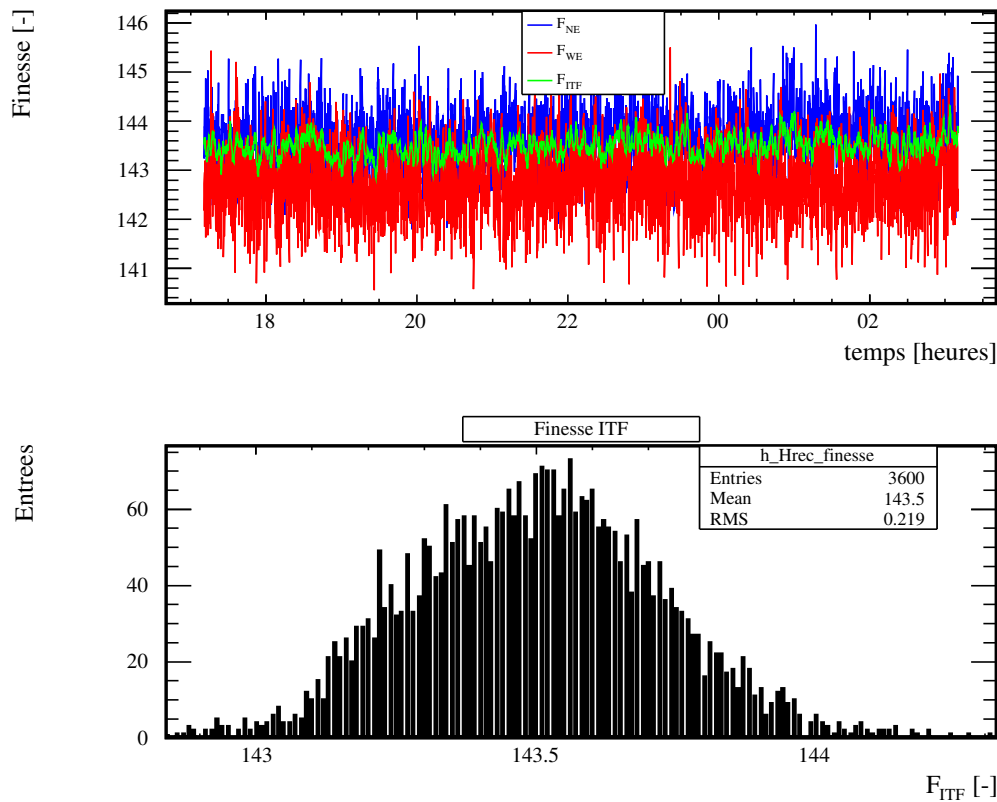 Finesse [-]
F_NE
F_WE
F_ITF
146
145
144
143
142
141
18 20 22 00 02
temps [heures]
Finesse ITF
Entrees
h_Hrec_finesse
Entries 3600
Mean 143.5
RMS 0.219
60
40
20
0
143 143.5 144
F_ITF [-]